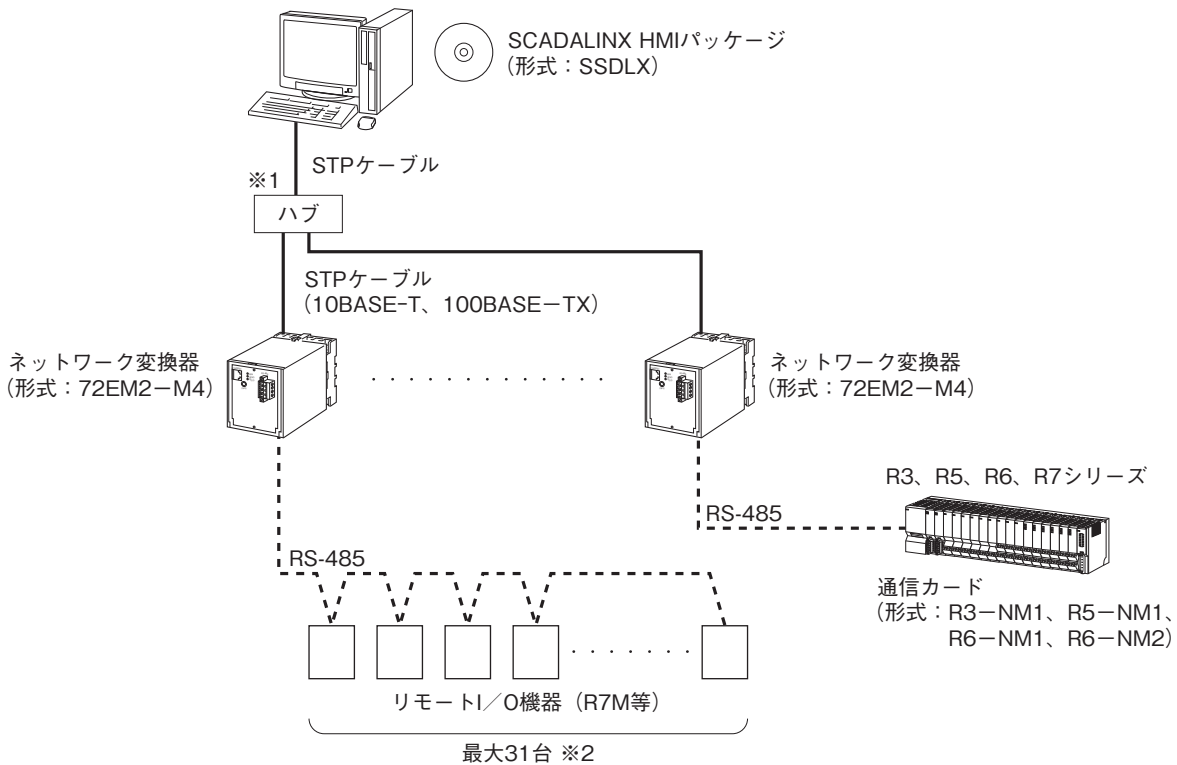 SCADALINX HMIパッケージ
（形式：SSDLX）
STPケーブル
※1
ハブ
STPケーブル
（10BASE-T、100BASE－TX）
ネットワーク変換器
（形式：72EM2－M4）
ネットワーク変換器
（形式：72EM2－M4）
R3、R5、R6、R7シリーズ
RS-485
RS-485
通信カード
（形式：R3－NM1、R5－NM1、
R6－NM1、R6－NM2）
リモートI／O機器（R7M等）
最大31台 ※2